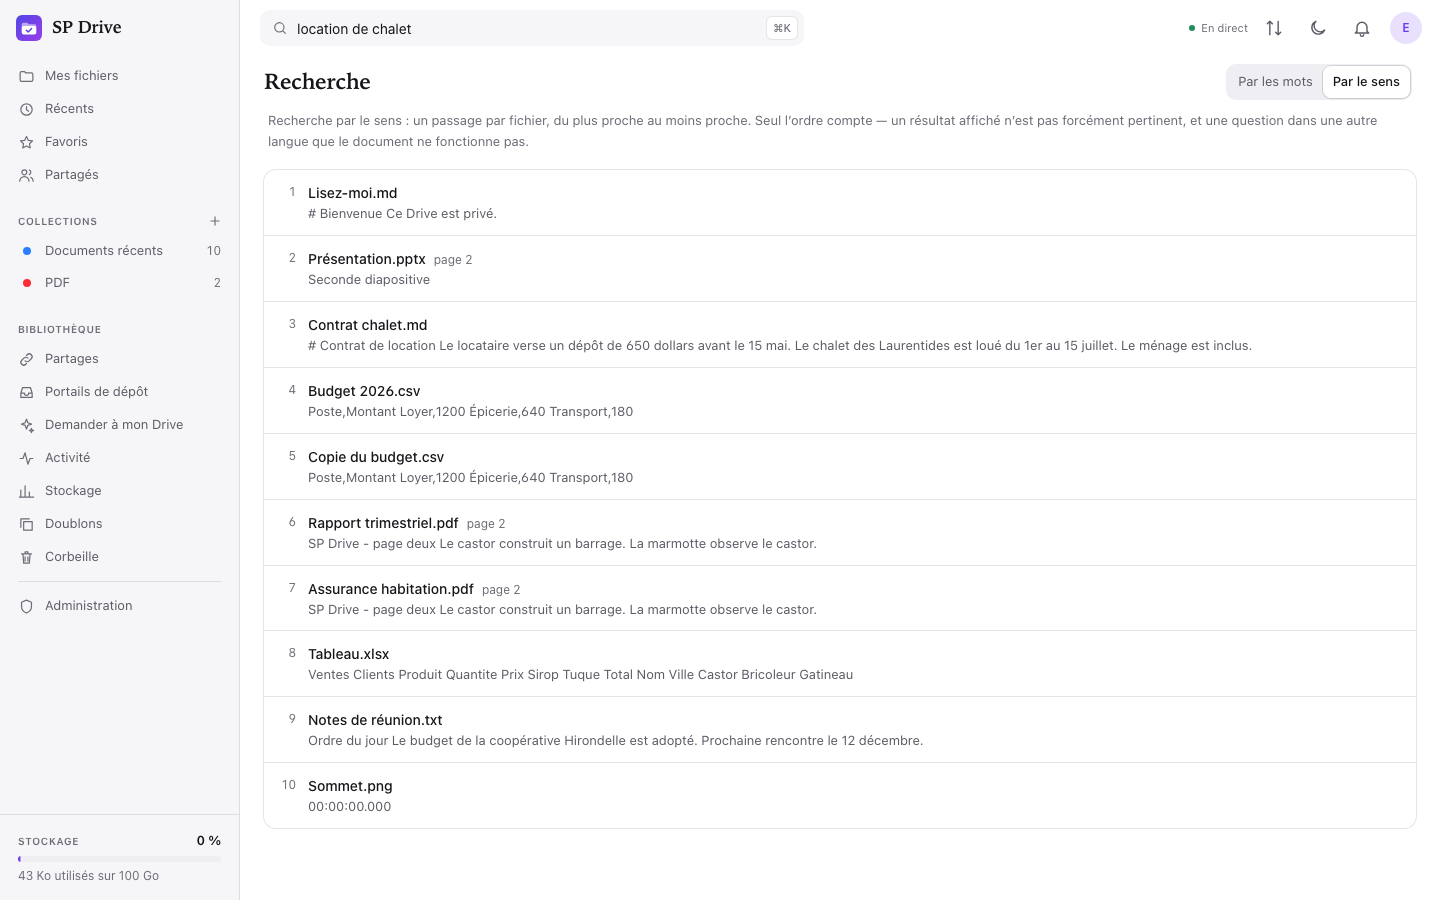 SP Drive
location de chalet
⌘K
En direct
E
Mes fichiers
Récents
Favoris
Partagés
COLLECTIONS
Documents récents 10
PDF 2
BIBLIOTHÈQUE
Partages
Portails de dépôt
Demander à mon Drive
Activité
Stockage
Doublons
Corbeille
Administration
STOCKAGE 0 %
43 Ko utilisés sur 100 Go
Recherche
Par les mots
Par le sens
Recherche par le sens : un passage par fichier, du plus proche au moins proche. Seul l'ordre compte — un résultat affiché n'est pas forcément pertinent, et une question dans une autre
langue que le document ne fonctionne pas.
1 Lisez-moi.md
# Bienvenue Ce Drive est privé.
2 Présentation.pptx page 2
Seconde diapositive
3 Contrat chalet.md
# Contrat de location Le locataire verse un dépôt de 650 dollars avant le 15 mai. Le chalet des Laurentides est loué du 1er au 15 juillet. Le ménage est inclus.
4 Budget 2026.csv
Poste,Montant Loyer,1200 Épicerie,640 Transport,180
5 Copie du budget.csv
Poste,Montant Loyer,1200 Épicerie,640 Transport,180
6 Rapport trimestriel.pdf page 2
SP Drive - page deux Le castor construit un barrage. La marmotte observe le castor.
7 Assurance habitation.pdf page 2
SP Drive - page deux Le castor construit un barrage. La marmotte observe le castor.
8 Tableau.xlsx
Ventes Clients Produit Quantite Prix Sirop Tuque Total Nom Ville Castor Bricoleur Gatineau
9 Notes de réunion.txt
Ordre du jour Le budget de la coopérative Hirondelle est adopté. Prochaine rencontre le 12 décembre.
10 Sommet.png
00:00:00.000